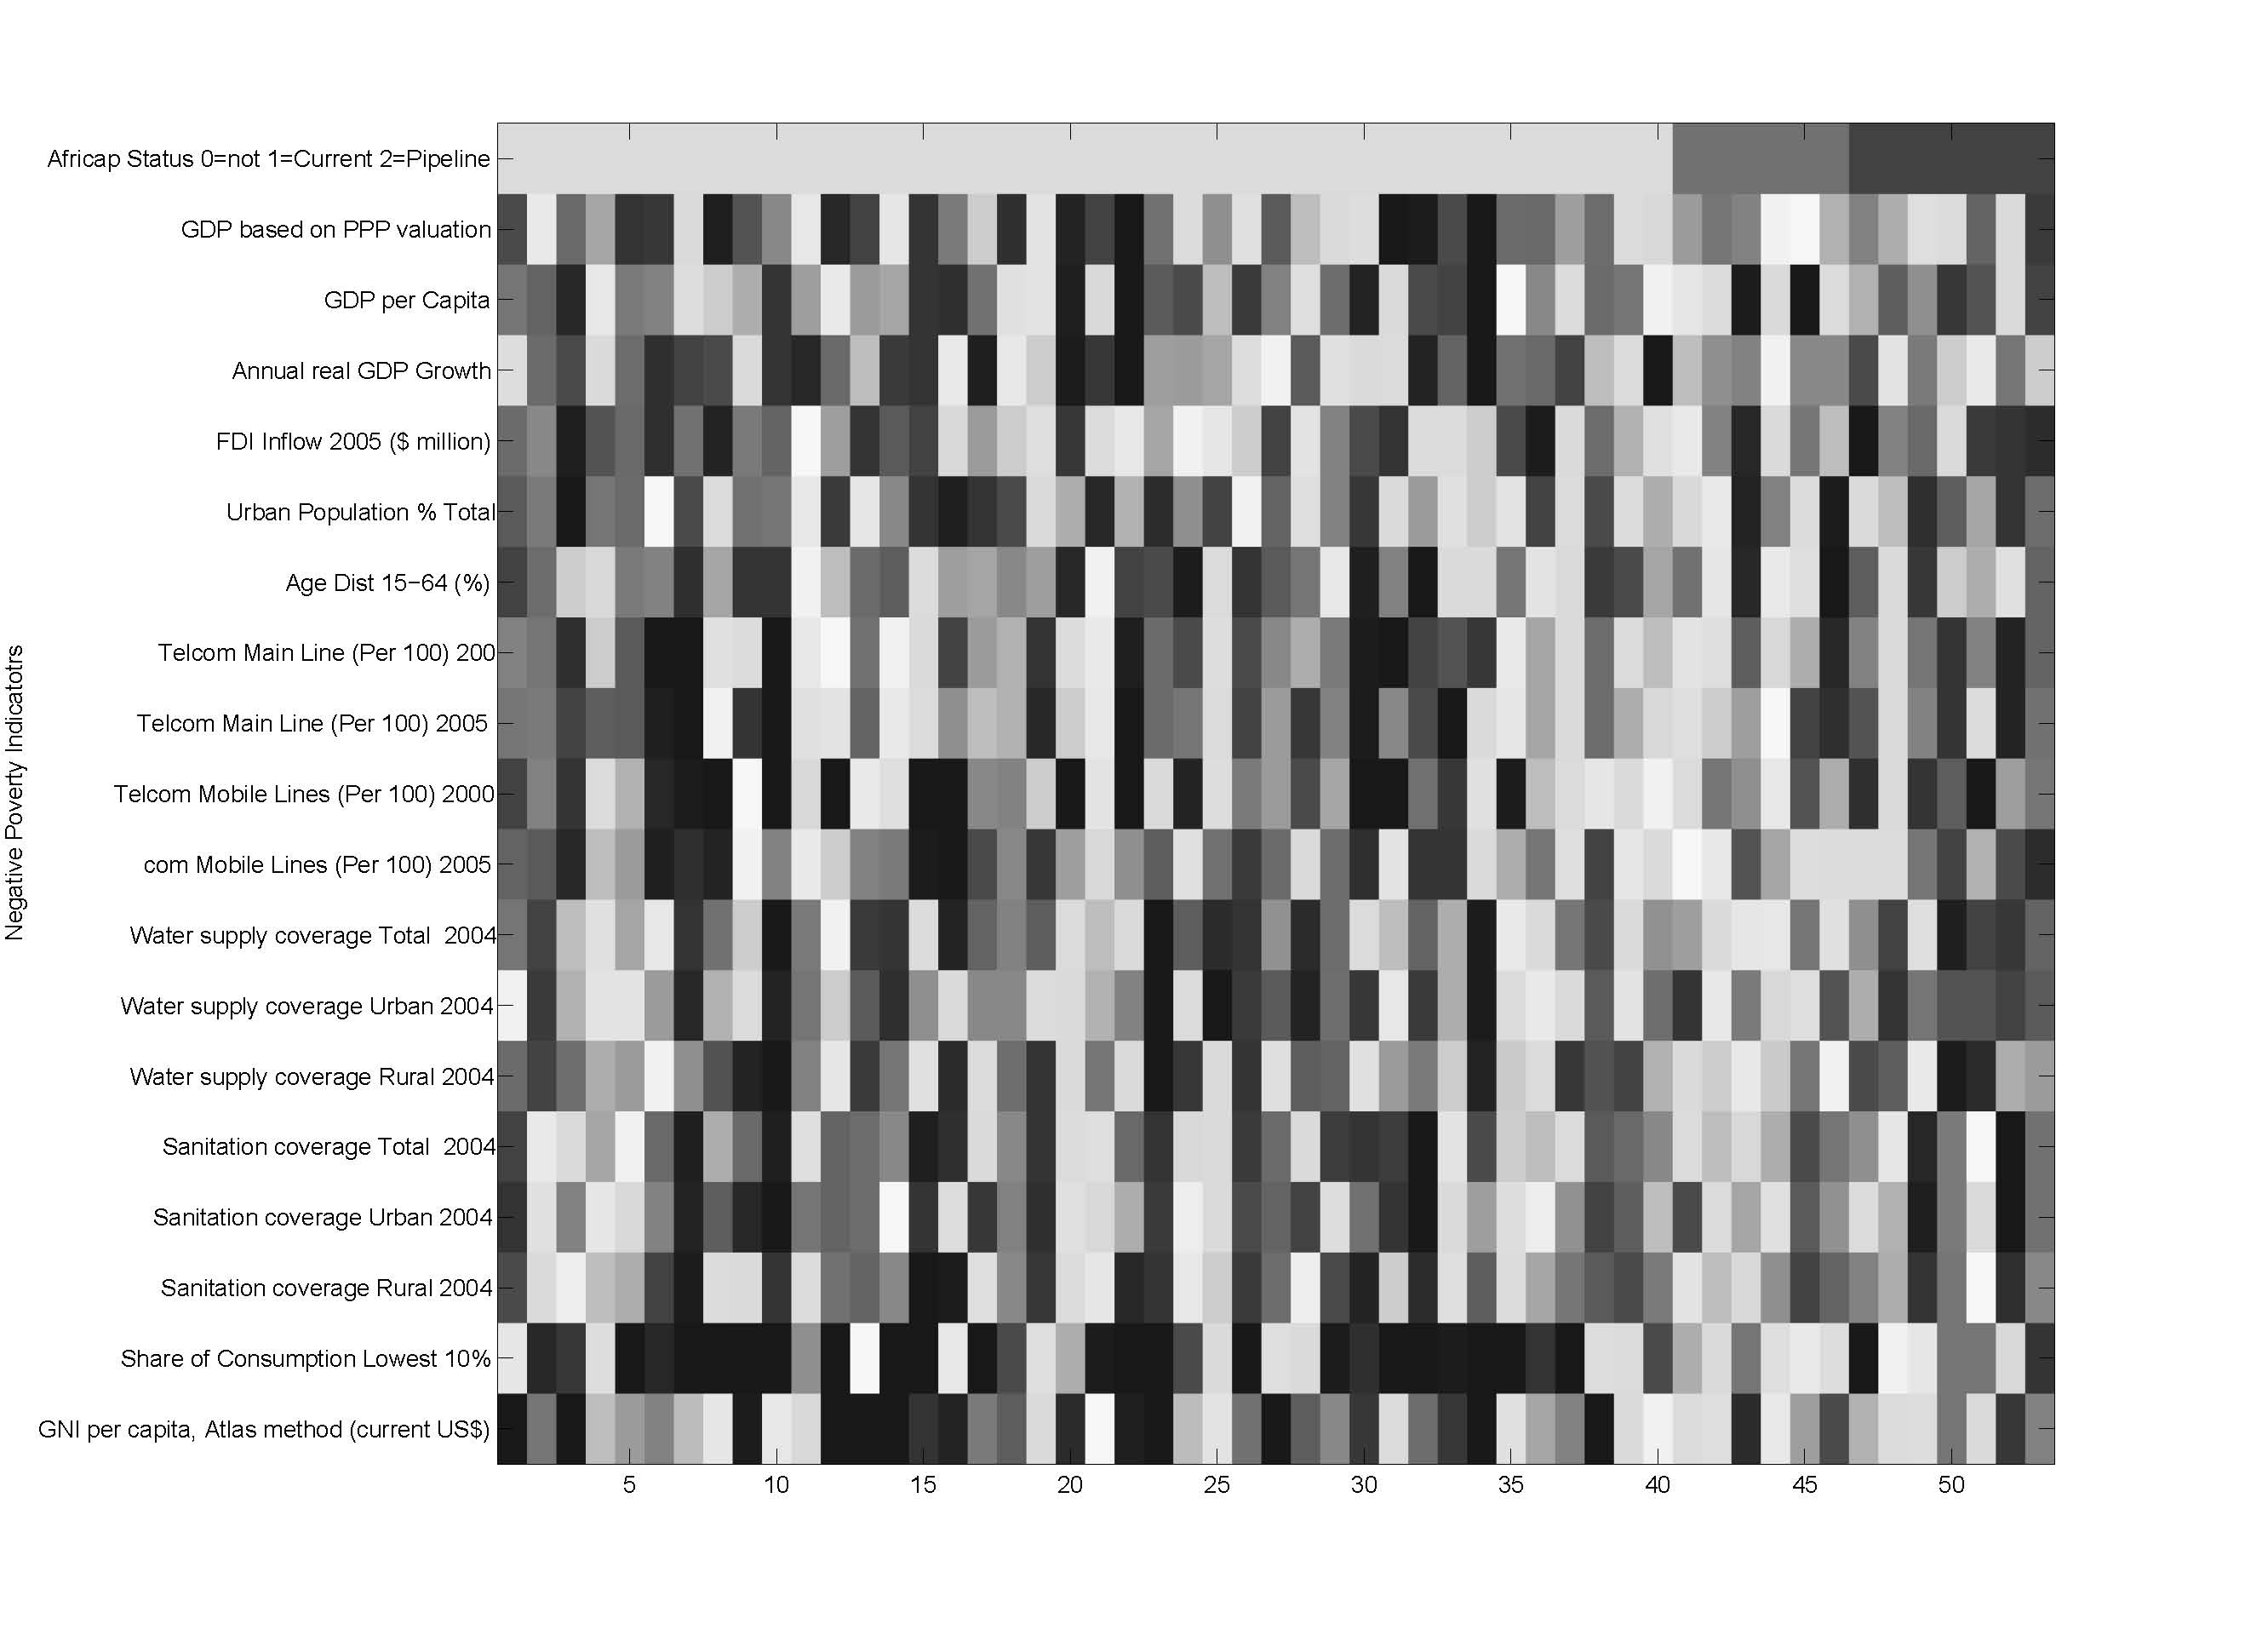 Africap Status 0=not 1=Current 2=Pipeline
GDP based on PPP valuation
GDP per Capita
Annual real GDP Growth
FDI Inflow 2005 ($ million)
Urban Population % Total
Age Dist 15−64 (%)
Telcom Main Line (Per 100) 200
Telcom Main Line (Per 100) 2005
Telcom Mobile Lines (Per 100) 2000
com Mobile Lines (Per 100) 2005
Water supply coverage Total  2004
Water supply coverage Urban 2004
Water supply coverage Rural 2004
Sanitation coverage Total  2004
Sanitation coverage Urban 2004
Sanitation coverage Rural 2004
Share of Consumption Lowest 10%
GNI per capita, Atlas method (current US$)
Negative Poverty Indicatotrs
5 10 15 20 25 30 35 40 45 50